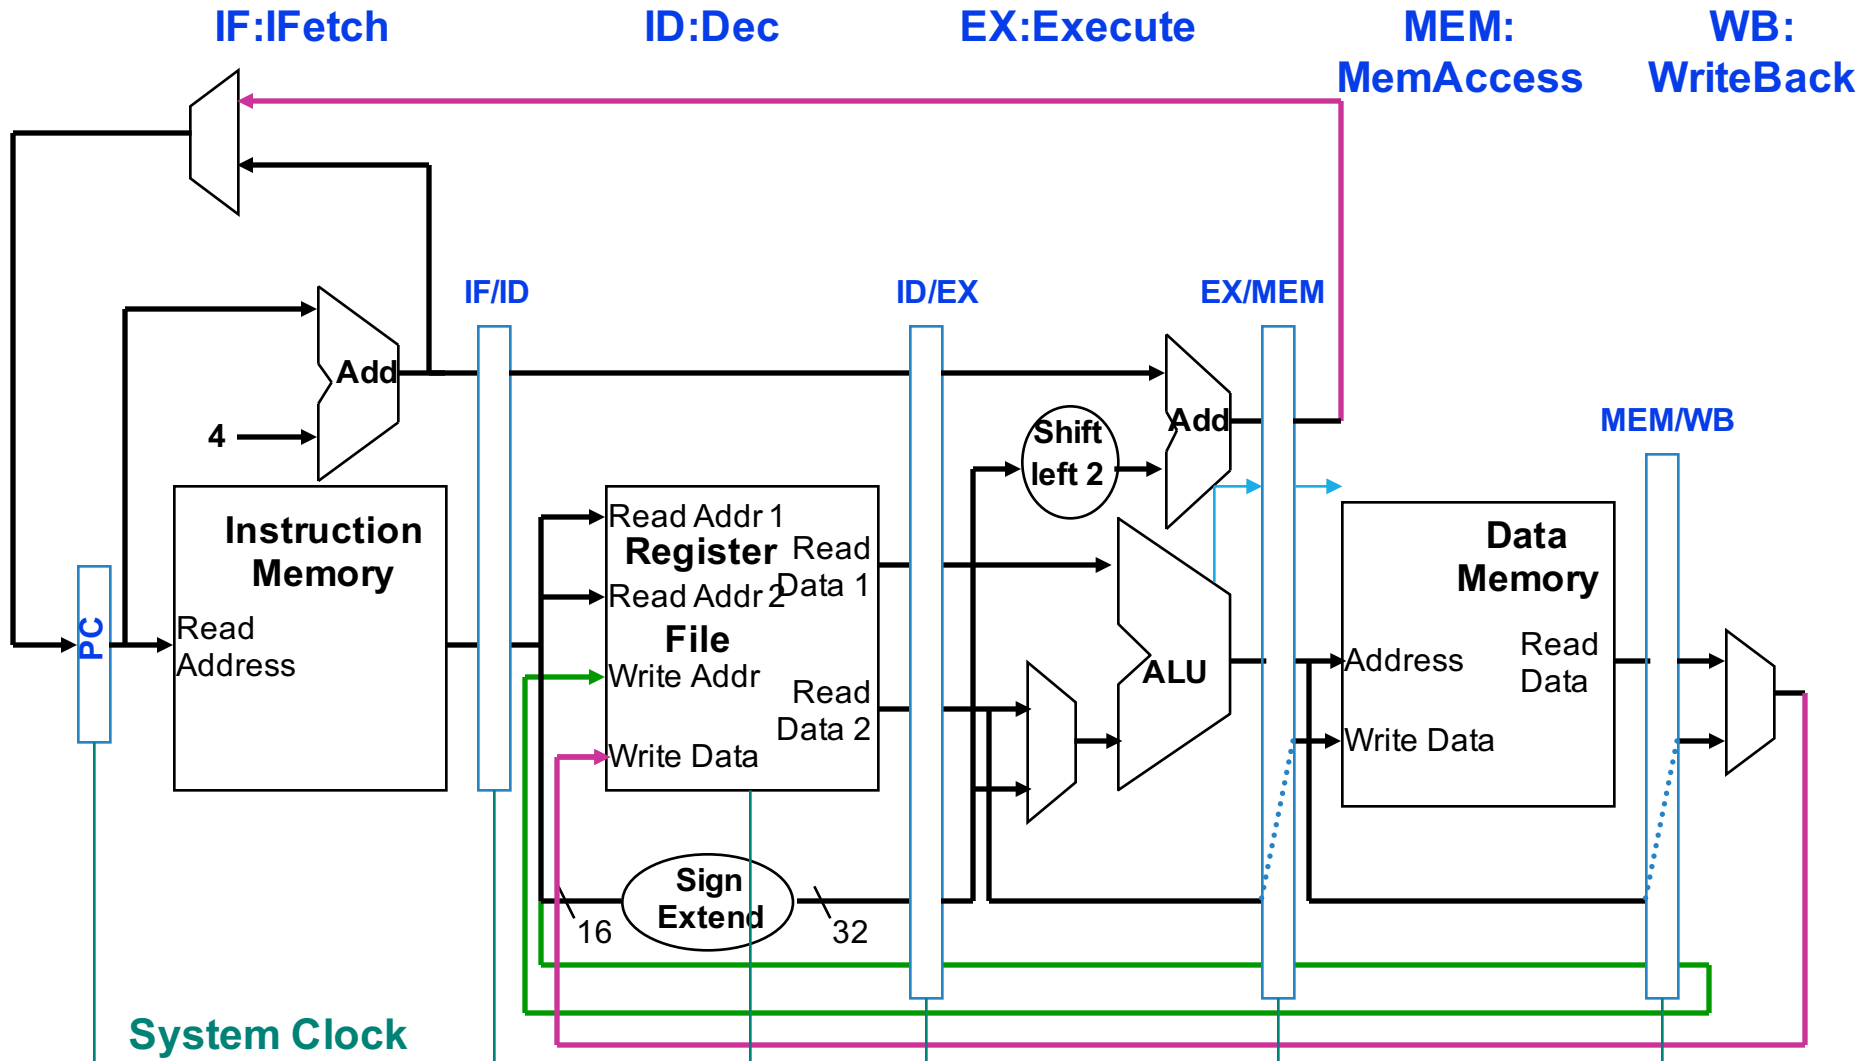 IF:IFetch
ID:Dec
EX:Execute
MEM:
MemAccess
WB:
WriteBack
IF/ID
ID/EX
EX/MEM
MEM/WB
Add
4
Shift
left 2
Add
Instruction
Memory
Read
Address
PC
Read Addr 1
Register
Read
Data 1
Read Addr 2
File
Write Addr
Read
Data 2
Write Data
ALU
Data
Memory
Address
Read
Data
Write Data
Sign
Extend
16
32
System Clock